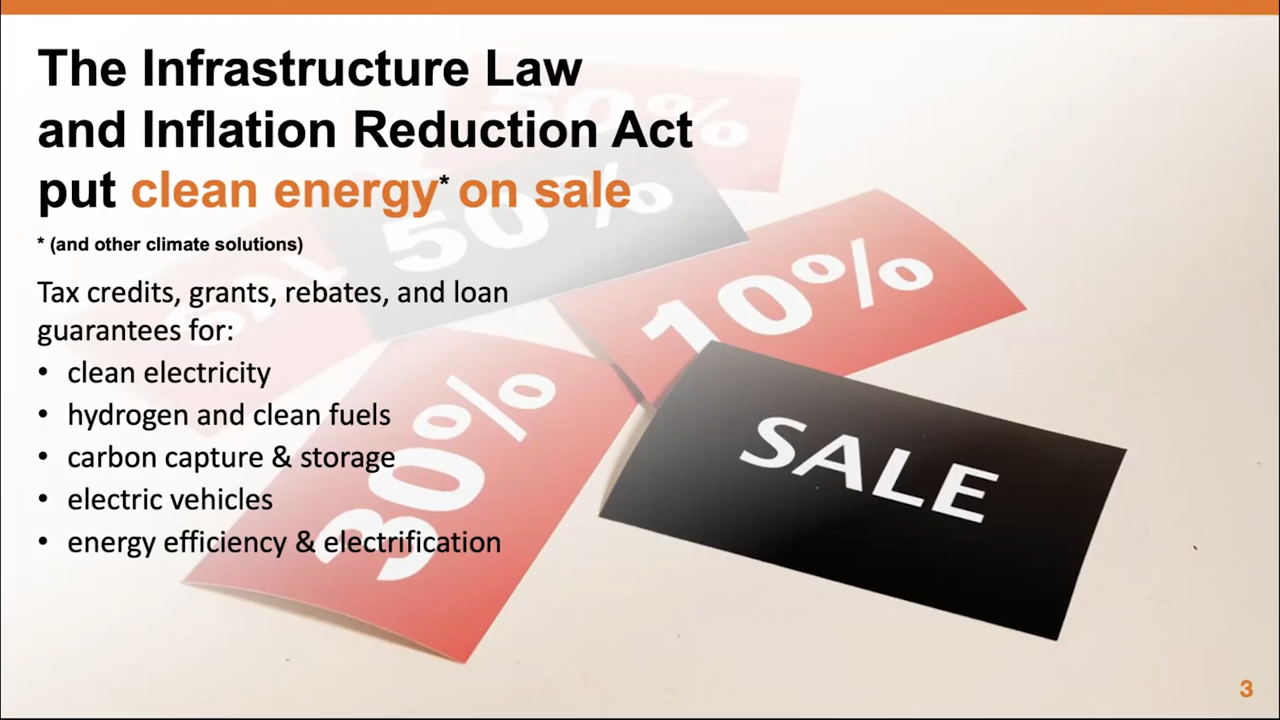 The Infrastructure Law
and Inflation Reduction Act
put clean energy* on sale
* (and other climate solutions)
Tax credits, grants, rebates, and loan
guarantees for:
• clean electricity
• hydrogen and clean fuels
• carbon capture & storage
• electric vehicles
• energy efficiency & electrification
50%
50%
10%
30%
SALE
3